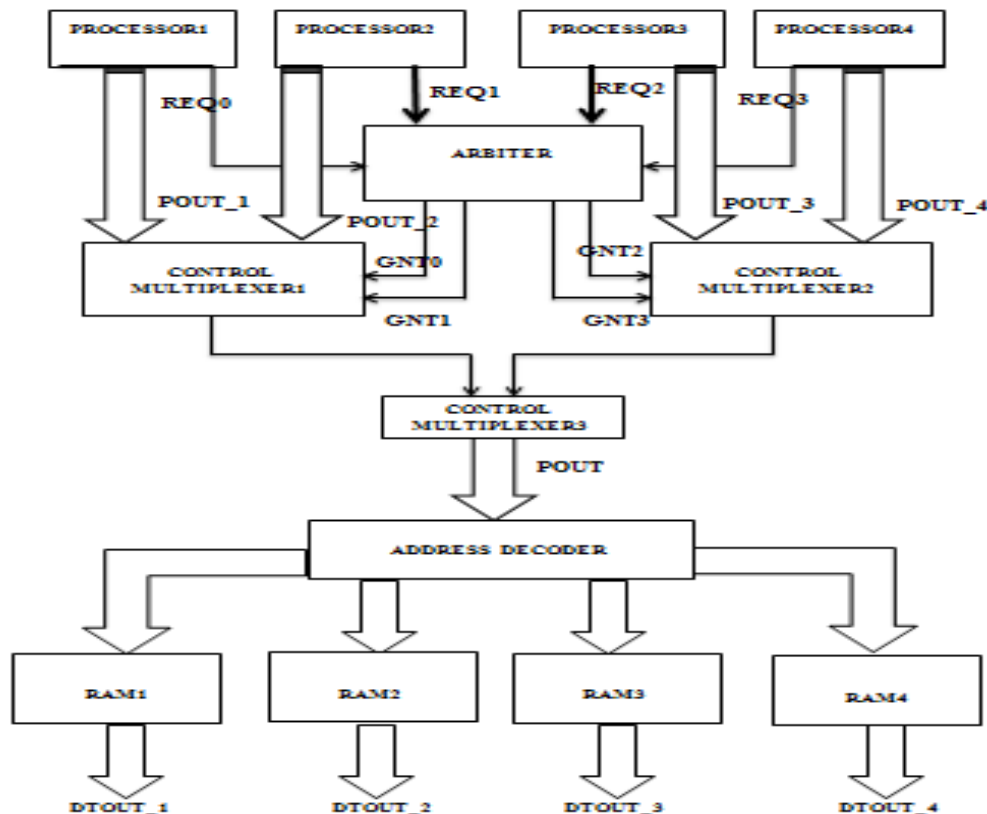 PROCESSOR1
PROCESSOR2
PROCESSOR3
PROCESSOR4
REQ0
REQ1
REQ2
REQ3
ARBITER
POUT_1
POUT_2
POUT_3
POUT_4
GNT0
GNT2
CONTROL
MULTIPLEXER1
CONTROL
MULTIPLEXER2
GNT1
GNT3
CONTROL
MULTIPLEXER3
POUT
ADDRESS DECODER
RAM1
RAM2
RAM3
RAM4
DTOUT_1
DTOUT_2
DTOUT_3
DTOUT_4